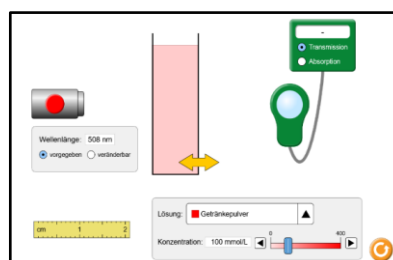 -
Transmission
Absorption
Wellenlänge: 508 nm
vorgegeben veränderbar
cm 1 2
Lösung: Getränkepulver
0 400
Konzentration: 100 mmol/L